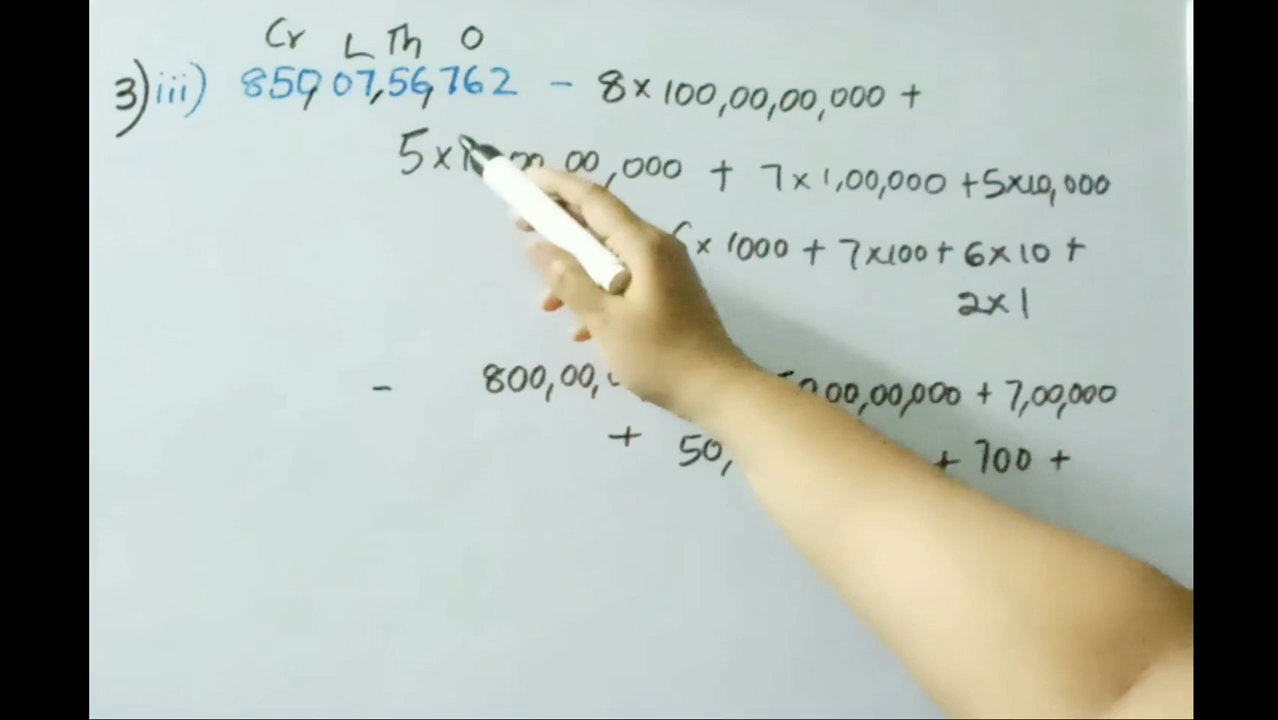 Cr L Th O
3) iii) 850,07,56,762 - 8×100,00,00,000 +
5× 00,000 + 7×1,00,000 +5×10,000
×1000 + 7×100+ 6×10 +
2×1
- 800,00, 00,00,000 + 7,00,000
+ 50, + 700 +